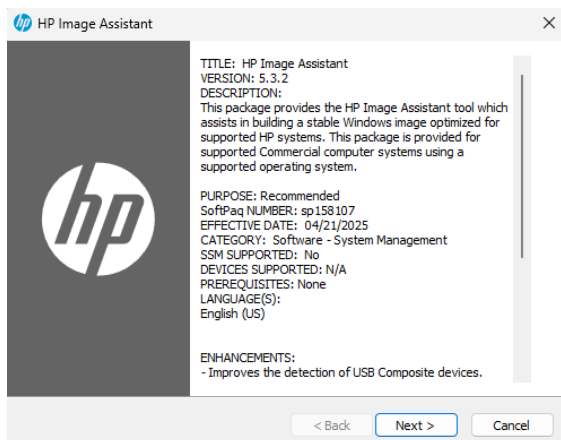 HP Image Assistant
TITLE: HP Image Assistant
VERSION: 5.3.2
DESCRIPTION:
This package provides the HP Image Assistant tool which
assists in building a stable Windows image optimized for
supported HP systems. This package is provided for
supported Commercial computer systems using a
supported operating system.
PURPOSE: Recommended
SoftPaq NUMBER: sp158107
EFFECTIVE DATE: 04/21/2025
CATEGORY: Software - System Management
SSM SUPPORTED: No
DEVICES SUPPORTED: N/A
PREREQUISITES: None
LANGUAGE(S):
English (US)
ENHANCEMENTS:
- Improves the detection of USB Composite devices.
hp
< Back Next > Cancel